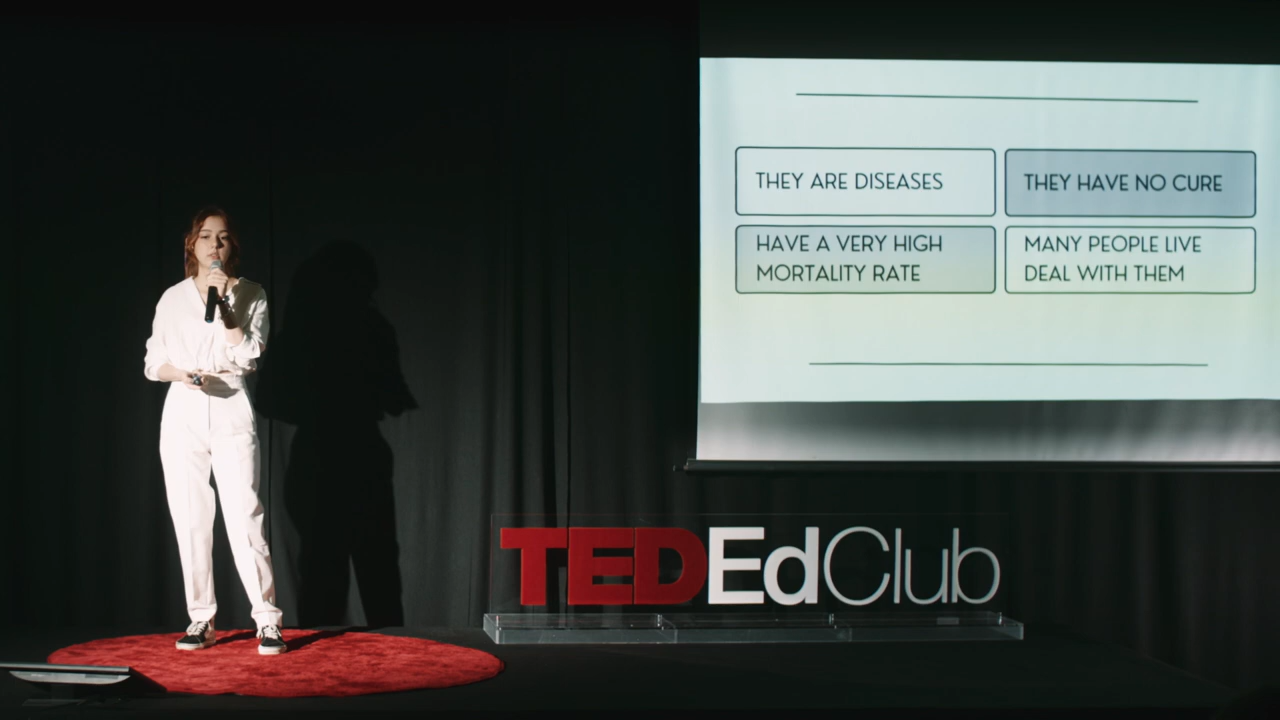 THEY ARE DISEASES
THEY HAVE NO CURE
HAVE A VERY HIGH
MORTALITY RATE
MANY PEOPLE LIVE
DEAL WITH THEM
TEDEdClub